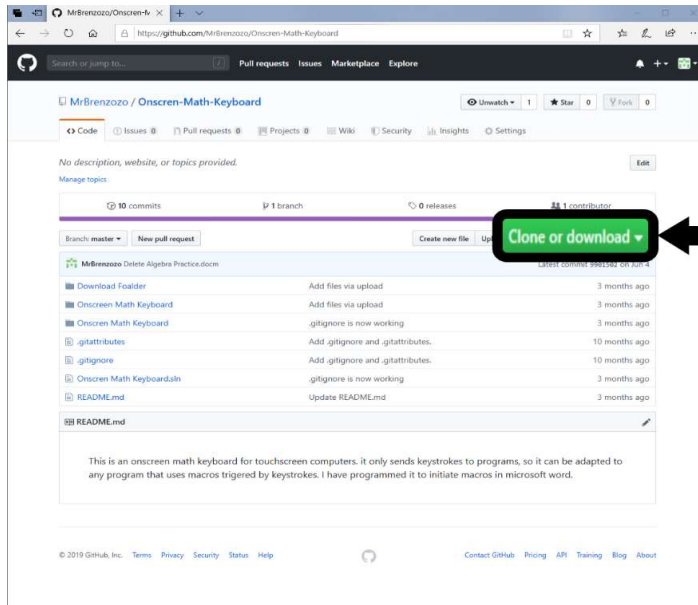 MrBrenzozo/Onscren-M
https://github.com/MrBrenzozo/Onscren-Math-Keyboard
Search or jump to... Pull requests Issues Marketplace Explore
MrBrenzozo / Onscren-Math-Keyboard Unwatch 1 Star 0 Fork 0
Code Issues 0 Pull requests 0 Projects 0 Wiki Security Insights Settings
No description, website, or topics provided. Edit
Manage topics
10 commits 1 branch 0 releases 1 contributor
Branch: master New pull request Create new file Clone or download
MrBrenzozo Delete Algebra Practice.docm Latest commit 9901502 on Jun 4
Download Foalder Add files via upload 3 months ago
Onscreen Math Keyboard Add files via upload 3 months ago
Onscren Math Keyboard .gitignore is now working 3 months ago
.gitattributes Add .gitignore and .gitattributes. 10 months ago
.gitignore Add .gitignore and .gitattributes. 10 months ago
Onscren Math Keyboard.sln .gitignore is now working 3 months ago
README.md Update README.md 3 months ago
README.md
This is an onscreen math keyboard for touchscreen computers. it only sends keystrokes to programs, so it can be adapted to
any program that uses macros trigered by keystrokes. I have programmed it to initiate macros in microsoft word.
© 2019 GitHub, Inc. Terms Privacy Security Status Help Contact GitHub Pricing API Training Blog About